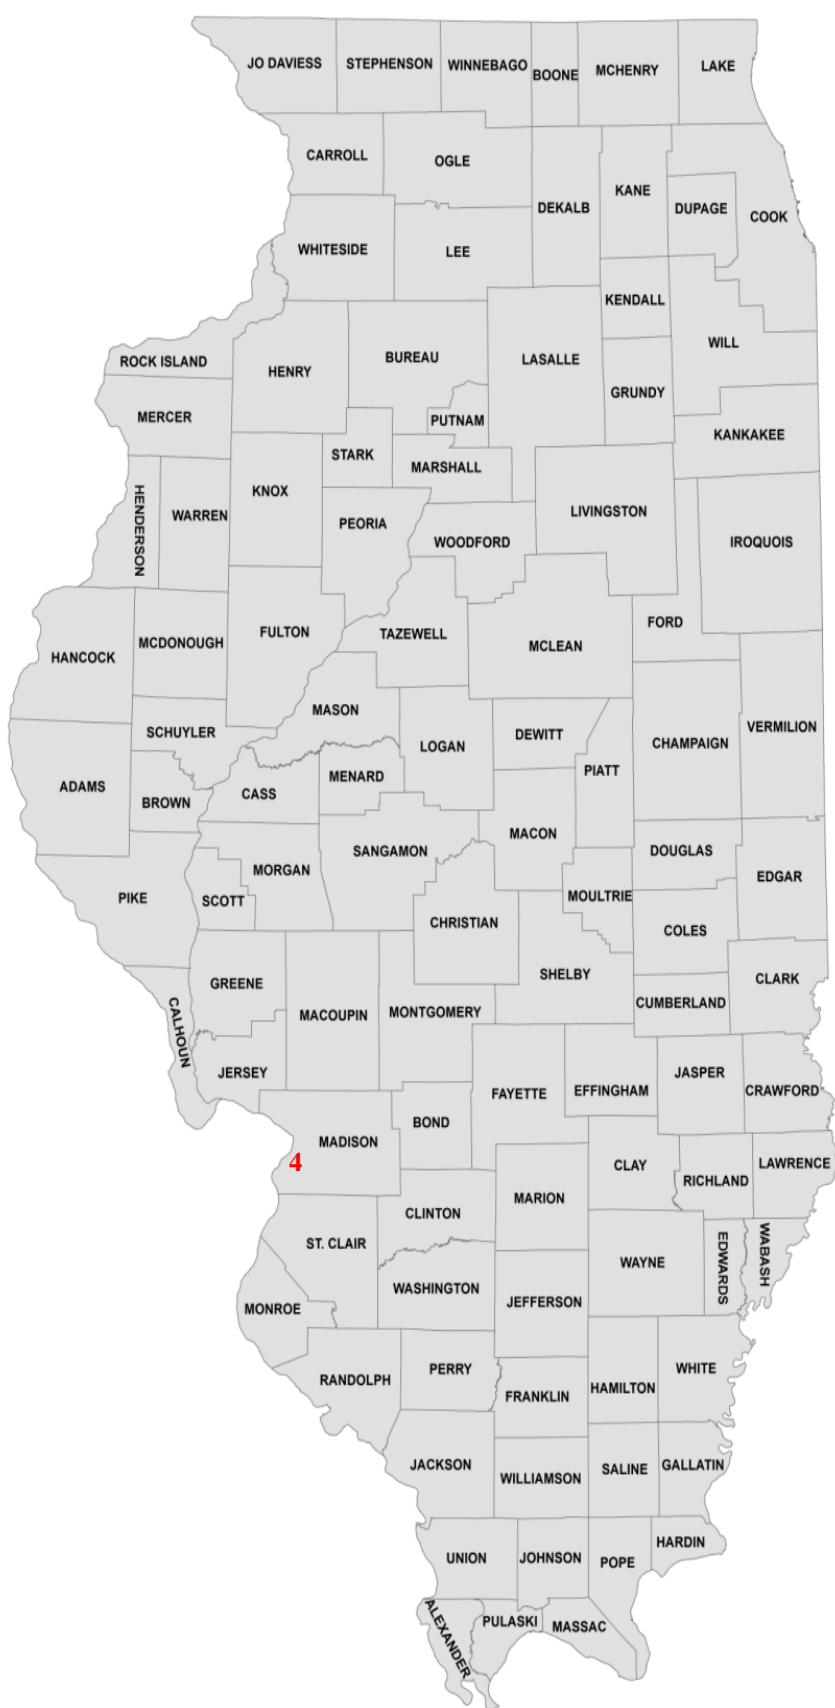 JO DAVIESS
STEPHENSON
WINNEBAGO
BOONE
MCHENRY
LAKE
CARROLL
OGLE
DEKALB
KANE
DUPAGE
COOK
WHITESIDE
LEE
KENDALL
WILL
ROCK ISLAND
HENRY
BUREAU
LASALLE
GRUNDY
MERCER
PUTNAM
KANKAKEE
STARK
MARSHALL
HENDERSON
WARREN
KNOX
PEORIA
WOODFORD
LIVINGSTON
IROQUOIS
HANCOCK
MCDONOUGH
FULTON
TAZEWELL
MCLEAN
FORD
SCHUYLER
MASON
LOGAN
DEWITT
PIATT
CHAMPAIGN
VERMILION
ADAMS
BROWN
CASS
MENARD
MACON
SANGAMON
DOUGLAS
EDGAR
PIKE
SCOTT
MORGAN
CHRISTIAN
MOULTRIE
COLES
GREENE
MACOUPIN
MONTGOMERY
SHELBY
CUMBERLAND
CLARK
CALHOUN
JERSEY
FAYETTE
EFFINGHAM
JASPER
CRAWFORD
MADISON
4
BOND
CLAY
RICHLAND
LAWRENCE
MARION
ST. CLAIR
CLINTON
WAYNE
EDWARDS
WABASH
MONROE
WASHINGTON
JEFFERSON
RANDOLPH
PERRY
FRANKLIN
HAMILTON
WHITE
JACKSON
WILLIAMSON
SALINE
GALLATIN
UNION
JOHNSON
POPE
HARDIN
ALEXANDER
PULASKI
MASSAC